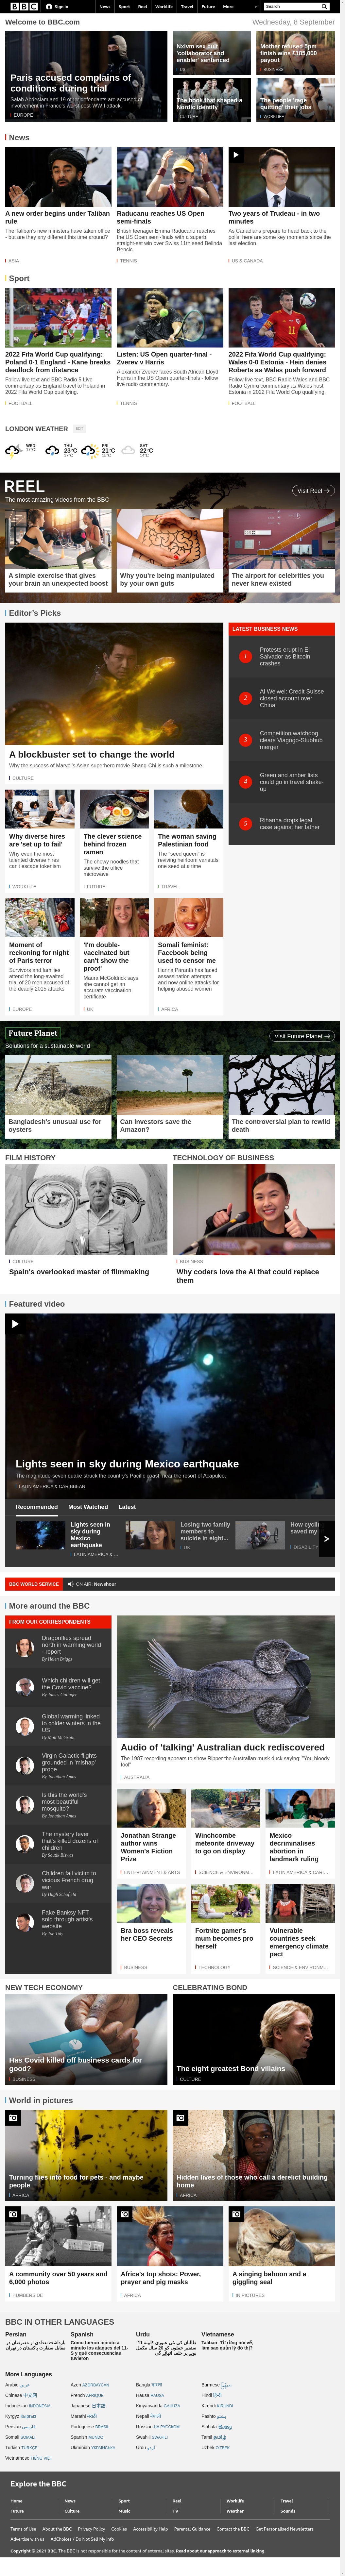 BBC
Sign in
News
Sport
Reel
Worklife
Travel
Future
More
Search
Welcome to BBC.com
Wednesday, 8 September
Paris accused complains of
conditions during trial
Salah Abdeslam and 19 other defendants are accused of
involvement in France's worst post-WWII attack.
EUROPE
Nxivm sex cult
'collaborator and
enabler' sentenced
US
Mother refused 5pm
finish wins £185,000
payout
BUSINESS
The book that shaped a
Nordic identity
CULTURE
The people 'rage
quitting' their jobs
WORKLIFE
News
A new order begins under Taliban
rule
The Taliban's new ministers have taken office
- but are they any different this time around?
ASIA
Raducanu reaches US Open
semi-finals
British teenager Emma Raducanu reaches
the US Open semi-finals with a superb
straight-set win over Swiss 11th seed Belinda
Bencic.
TENNIS
Two years of Trudeau - in two
minutes
As Canadians prepare to head back to the
polls, here are some key moments since the
last election.
US & CANADA
Sport
2022 Fifa World Cup qualifying:
Poland 0-1 England - Kane breaks
deadlock from distance
Follow live text and BBC Radio 5 Live
commentary as England travel to Poland in
2022 Fifa World Cup qualifying.
FOOTBALL
Listen: US Open quarter-final -
Zverev v Harris
Alexander Zverev faces South African Lloyd
Harris in the US Open quarter-finals - follow
live radio commentary.
TENNIS
2022 Fifa World Cup qualifying:
Wales 0-0 Estonia - Hein denies
Roberts as Wales push forward
Follow live text, BBC Radio Wales and BBC
Radio Cymru commentary as Wales host
Estonia in 2022 Fifa World Cup qualifying.
FOOTBALL
LONDON WEATHER
EDIT
WED
17°C
THU
23°C
17°C
FRI
21°C
15°C
SAT
22°C
14°C
REEL
The most amazing videos from the BBC
Visit Reel
A simple exercise that gives
your brain an unexpected boost
Why you're being manipulated
by your own guts
The airport for celebrities you
never knew existed
Editor's Picks
A blockbuster set to change the world
Why the success of Marvel's Asian superhero movie Shang-Chi is such a milestone
CULTURE
LATEST BUSINESS NEWS
1
Protests erupt in El
Salvador as Bitcoin
crashes
2
Ai Weiwei: Credit Suisse
closed account over
China
3
Competition watchdog
clears Viagogo-Stubhub
merger
4
Green and amber lists
could go in travel shake-
up
5
Rihanna drops legal
case against her father
Why diverse hires
are 'set up to fail'
Why even the most
talented diverse hires
can't escape tokenism
WORKLIFE
The clever science
behind frozen
ramen
The chewy noodles that
survive the office
microwave
FUTURE
The woman saving
Palestinian food
The "seed queen" is
reviving heirloom varietals
one seed at a time
TRAVEL
Moment of
reckoning for night
of Paris terror
Survivors and families
attend the long-awaited
trial of 20 men accused of
the deadly 2015 attacks
EUROPE
'I'm double-
vaccinated but
can't show the
proof'
Maura McGoldrick says
she cannot get an
accurate vaccination
certificate
UK
Somali feminist:
Facebook being
used to censor me
Hanna Paranta has faced
assassination attempts
and now online attacks for
helping abused women
AFRICA
Future Planet
Solutions for a sustainable world
Visit Future Planet
Bangladesh's unusual use for
oysters
Can investors save the
Amazon?
The controversial plan to rewild
death
FILM HISTORY
CULTURE
Spain's overlooked master of filmmaking
TECHNOLOGY OF BUSINESS
BUSINESS
Why coders love the AI that could replace
them
Featured video
Lights seen in sky during Mexico earthquake
The magnitude-seven quake struck the country's Pacific coast, near the resort of Acapulco.
LATIN AMERICA & CARIBBEAN
Recommended
Most Watched
Latest
Lights seen in
sky during
Mexico
earthquake
LATIN AMERICA & ...
Losing two family
members to
suicide in eight...
UK
How cyclin
saved my
DISABILITY
BBC WORLD SERVICE
ON AIR: Newshour
More around the BBC
FROM OUR CORRESPONDENTS
Dragonflies spread
north in warming world
- report
By Helen Briggs
Which children will get
the Covid vaccine?
By James Gallagher
Global warming linked
to colder winters in the
US
By Matt McGrath
Virgin Galactic flights
grounded in 'mishap'
probe
By Jonathan Amos
Is this the world's
most beautiful
mosquito?
By Jonathan Amos
The mystery fever
that's killed dozens of
children
By Soutik Biswas
Children fall victim to
vicious French drug
war
By Hugh Schofield
Fake Banksy NFT
sold through artist's
website
By Joe Tidy
Audio of 'talking' Australian duck rediscovered
The 1987 recording appears to show Ripper the Australian musk duck saying: "You bloody
fool"
AUSTRALIA
Jonathan Strange
author wins
Women's Fiction
Prize
ENTERTAINMENT & ARTS
Winchcombe
meteorite driveway
to go on display
SCIENCE & ENVIRONM...
Mexico
decriminalises
abortion in
landmark ruling
LATIN AMERICA & CARI...
Bra boss reveals
her CEO Secrets
BUSINESS
Fortnite gamer's
mum becomes pro
herself
TECHNOLOGY
Vulnerable
countries seek
emergency climate
pact
SCIENCE & ENVIRONM...
NEW TECH ECONOMY
Has Covid killed off business cards for
good?
BUSINESS
CELEBRATING BOND
The eight greatest Bond villains
CULTURE
World in pictures
Turning flies into food for pets - and maybe
people
AFRICA
Hidden lives of those who call a derelict building
home
AFRICA
A community over 50 years and
6,000 photos
HUMBERSIDE
Africa's top shots: Power,
prayer and pig masks
AFRICA
A singing baboon and a
giggling seal
IN PICTURES
BBC IN OTHER LANGUAGES
Persian
Spanish
Cómo fueron minuto a
minuto los ataques del 11-
S y qué consecuencias
tuvieron
Urdu
Vietnamese
Taliban: Từ rừng núi về,
làm sao quản lý đô thị?
More Languages
Arabic عربي
Azeri AZƏRBAYCAN
Bangla বাংলা
Burmese
Chinese 中文网
French AFRIQUE
Hausa HAUSA
Hindi हिन्दी
Indonesian INDONESIA
Japanese 日本語
Kinyarwanda GAHUZA
Kirundi KIRUNDI
Kyrgyz Кыргыз
Marathi मराठी
Nepali नेपाली
Pashto پښتو
Persian فارسی
Portuguese BRASIL
Russian НА РУССКОМ
Sinhala සිංහල
Somali SOMALI
Spanish MUNDO
Swahili SWAHILI
Tamil தமிழ்
Turkish TÜRKÇE
Ukrainian УКРАЇНСЬКА
Urdu اردو
Uzbek O'ZBEK
Vietnamese TIẾNG VIỆT
Explore the BBC
Home
News
Sport
Reel
Worklife
Travel
Future
Culture
Music
TV
Weather
Sounds
Terms of Use
About the BBC
Privacy Policy
Cookies
Accessibility Help
Parental Guidance
Contact the BBC
Get Personalised Newsletters
Advertise with us
AdChoices / Do Not Sell My Info
Copyright © 2021 BBC. The BBC is not responsible for the content of external sites. Read about our approach to external linking.